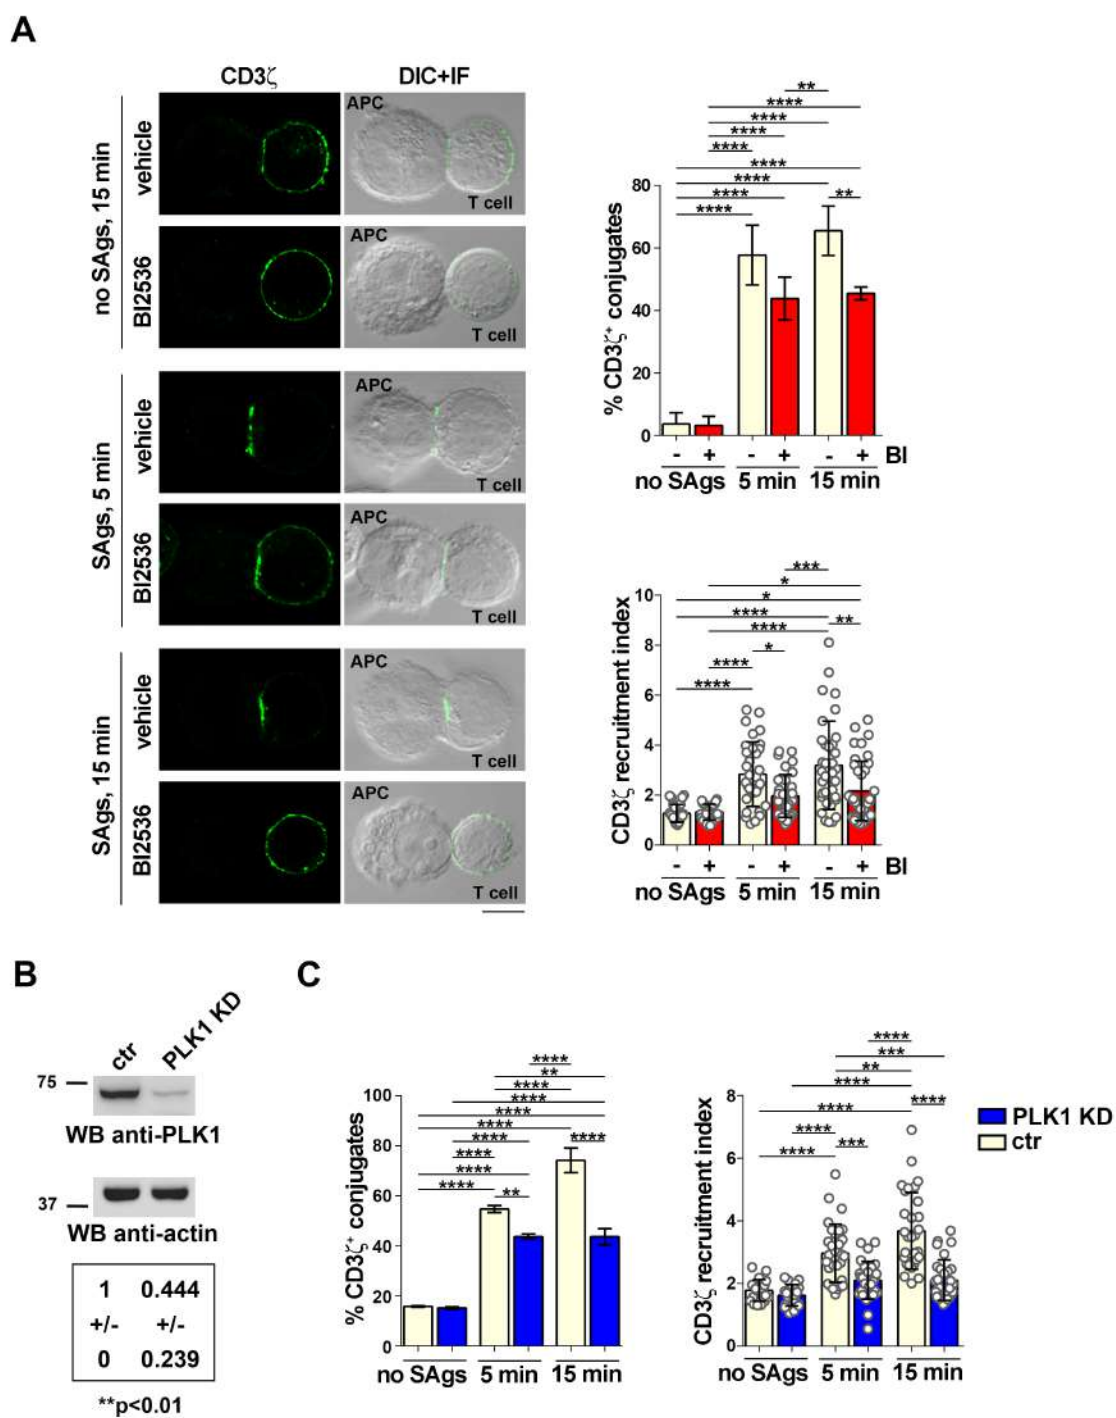 A
CD3ζ DIC+IF
no SAgs, 15 min
vehicle
APC
T cell
BI2536
APC
T cell
SAgs, 5 min
vehicle
APC
T cell
BI2536
APC
T cell
SAgs, 15 min
vehicle
APC
T cell
BI2536
APC
T cell
**
****
****
****
****
****
****
****
**
****
% CD3ζ+ conjugates
80
60
40
20
0
- + - + - + BI
no SAgs 5 min 15 min
***
*
*
****
**
****
*
****
****
CD3ζ recruitment index
10
8
6
4
2
0
- + - + - + BI
no SAgs 5 min 15 min
B
ctr PLK1 KD
75
WB anti-PLK1
37
WB anti-actin
1 0.444
+/- +/-
0 0.239
**p<0.01
C
****
**
****
****
****
****
****
****
****
****
****
**
% CD3ζ+ conjugates
100
80
60
40
20
0
no SAgs 5 min 15 min
****
***
**
****
****
****
****
***
****
CD3ζ recruitment index
8
6
4
2
0
no SAgs 5 min 15 min
PLK1 KD
ctr